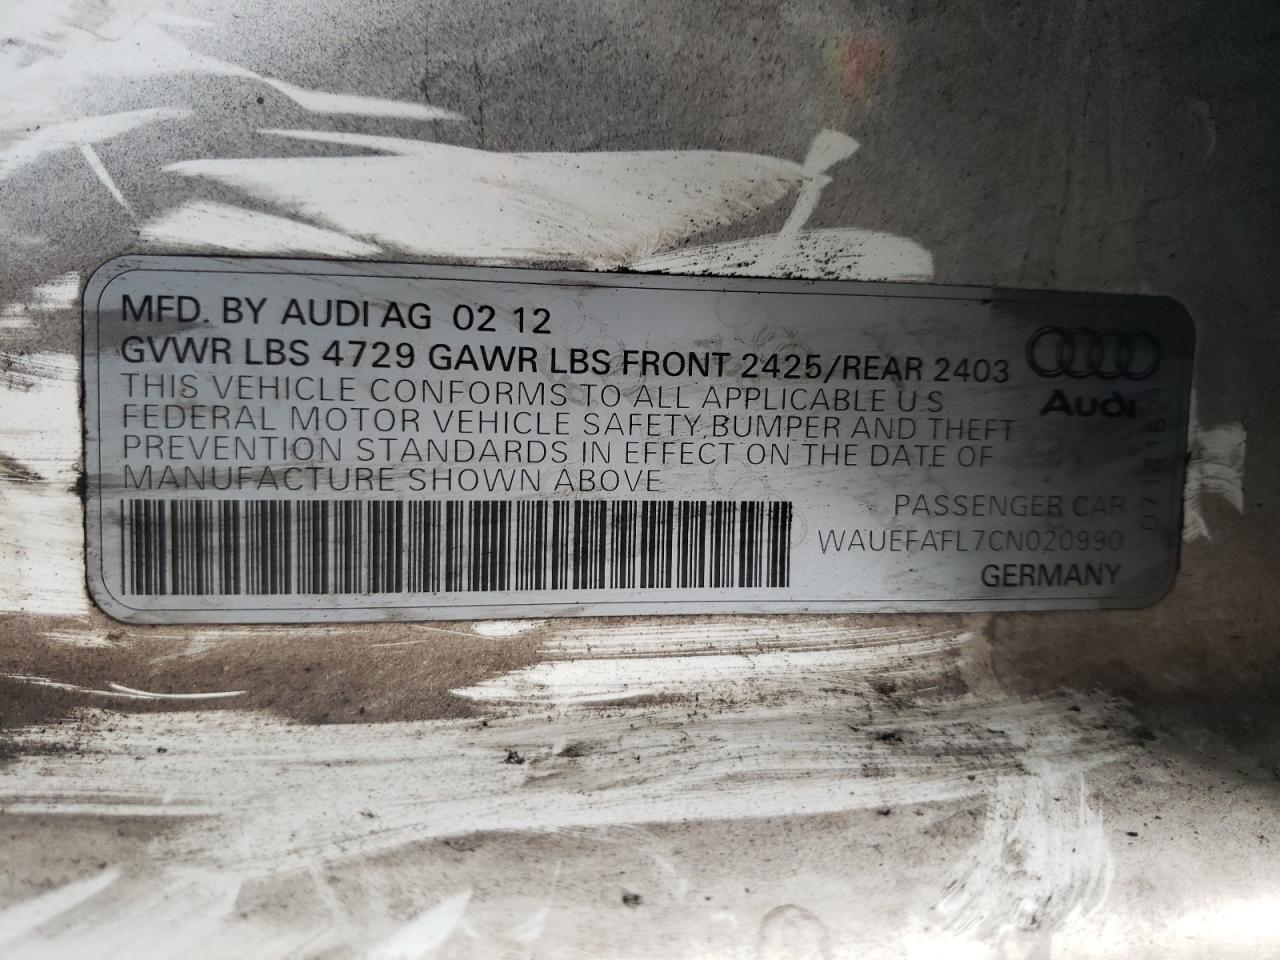 MFD. BY AUDI AG 02 12
GVWR LBS 4729 GAWR LBS FRONT 2425/REAR 2403
THIS VEHICLE CONFORMS TO ALL APPLICABLE U.S
FEDERAL MOTOR VEHICLE SAFETY, BUMPER AND THEFT
PREVENTION STANDARDS IN EFFECT ON THE DATE OF
MANUFACTURE SHOWN ABOVE
Audi
PASSENGER CAR
WAUEFAFL7CN020990
GERMANY